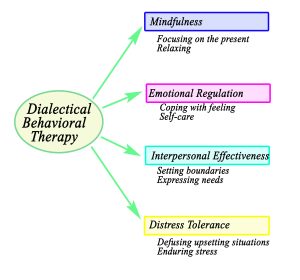 Dialectical
Behavioral
Therapy
Mindfulness
Focusing on the present
Relaxing
Emotional Regulation
Coping with feeling
Self-care
Interpersonal Effectiveness
Setting boundaries
Expressing needs
Distress Tolerance
Defusing upsetting situations
Enduring stress